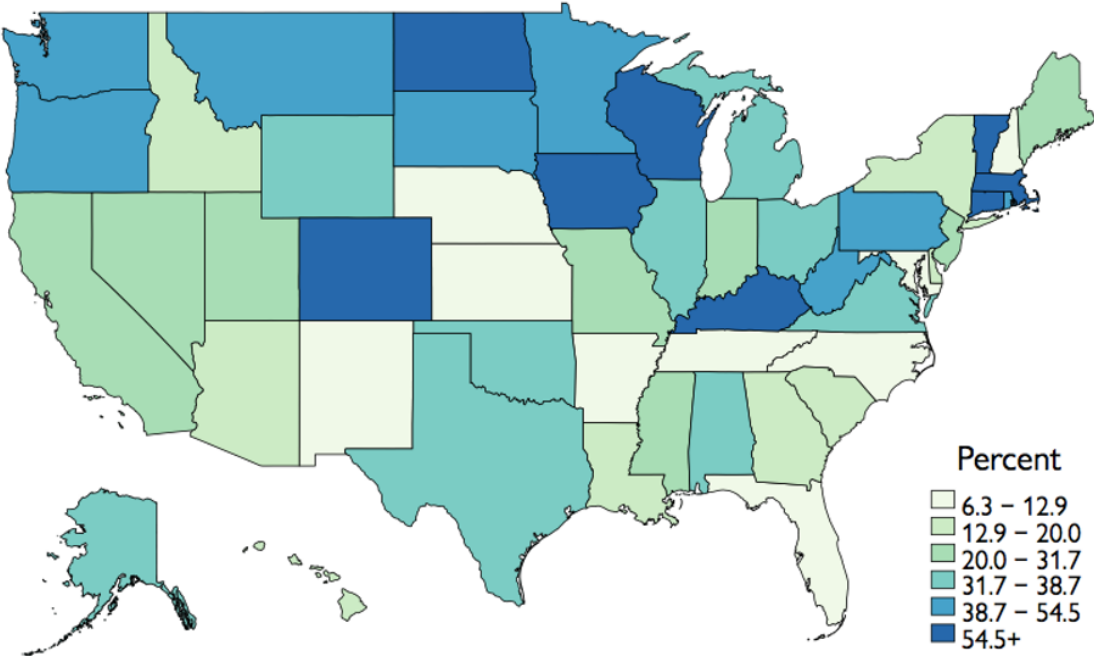 Percent
6.3 – 12.9
12.9 – 20.0
20.0 – 31.7
31.7 – 38.7
38.7 – 54.5
54.5+